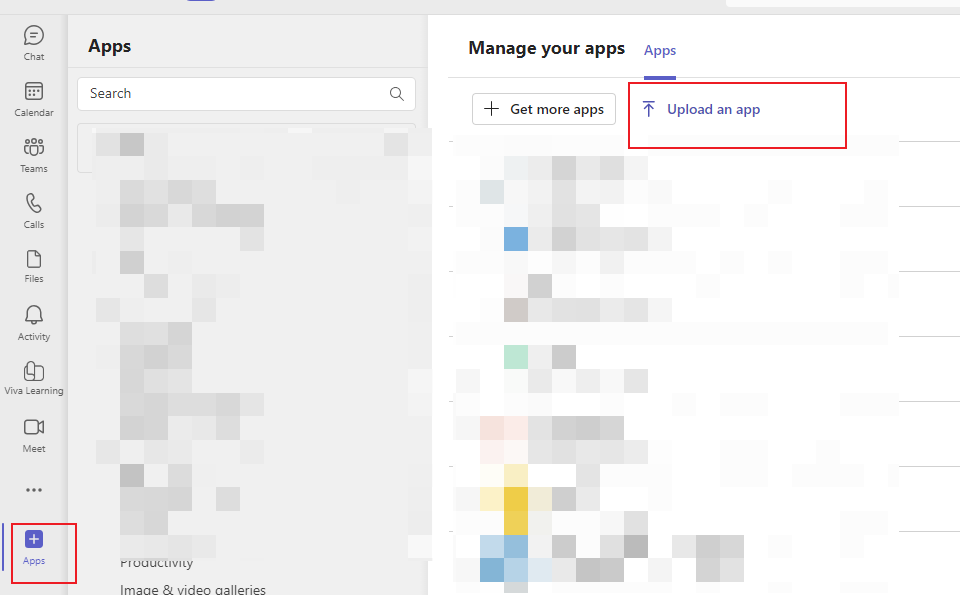 Chat
Calendar
Teams
Calls
Files
Activity
Viva Learning
Meet
Apps
Apps
Search
Productivity
Image & video galleries
Manage your apps
Apps
Get more apps
Upload an app